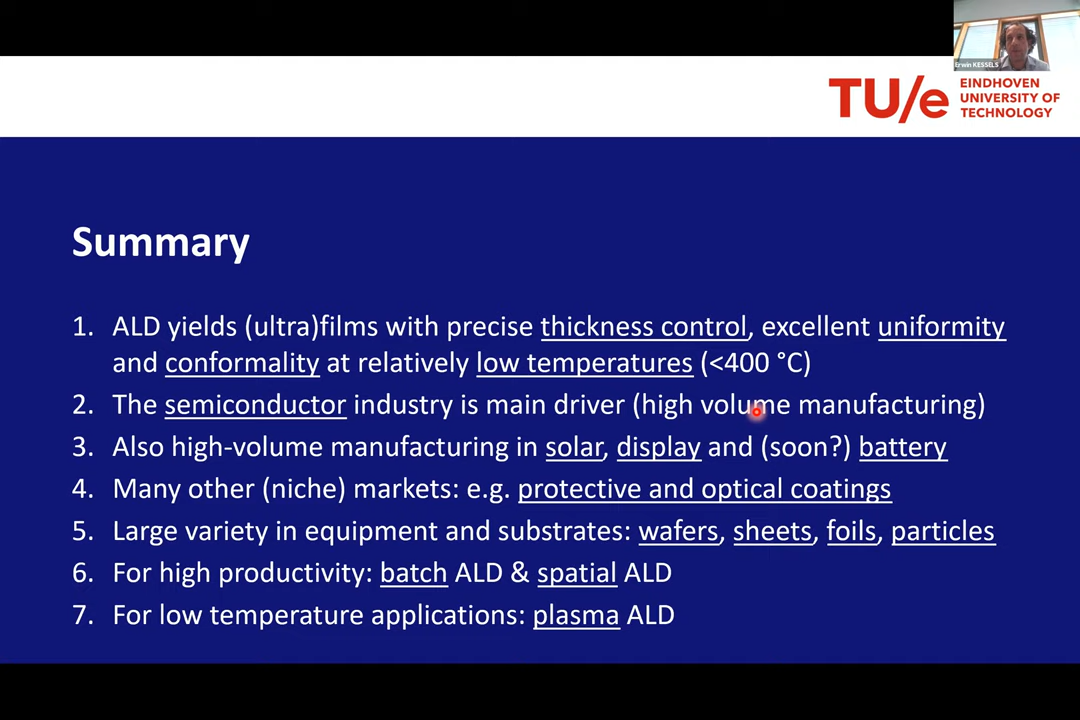 Erwin KESSELS
TU/e
EINDHOVEN
UNIVERSITY OF
TECHNOLOGY
Summary
1. ALD yields (ultra)films with precise thickness control, excellent uniformity
and conformality at relatively low temperatures (<400 °C)
2. The semiconductor industry is main driver (high volume manufacturing)
3. Also high-volume manufacturing in solar, display and (soon?) battery
4. Many other (niche) markets: e.g. protective and optical coatings
5. Large variety in equipment and substrates: wafers, sheets, foils, particles
6. For high productivity: batch ALD & spatial ALD
7. For low temperature applications: plasma ALD